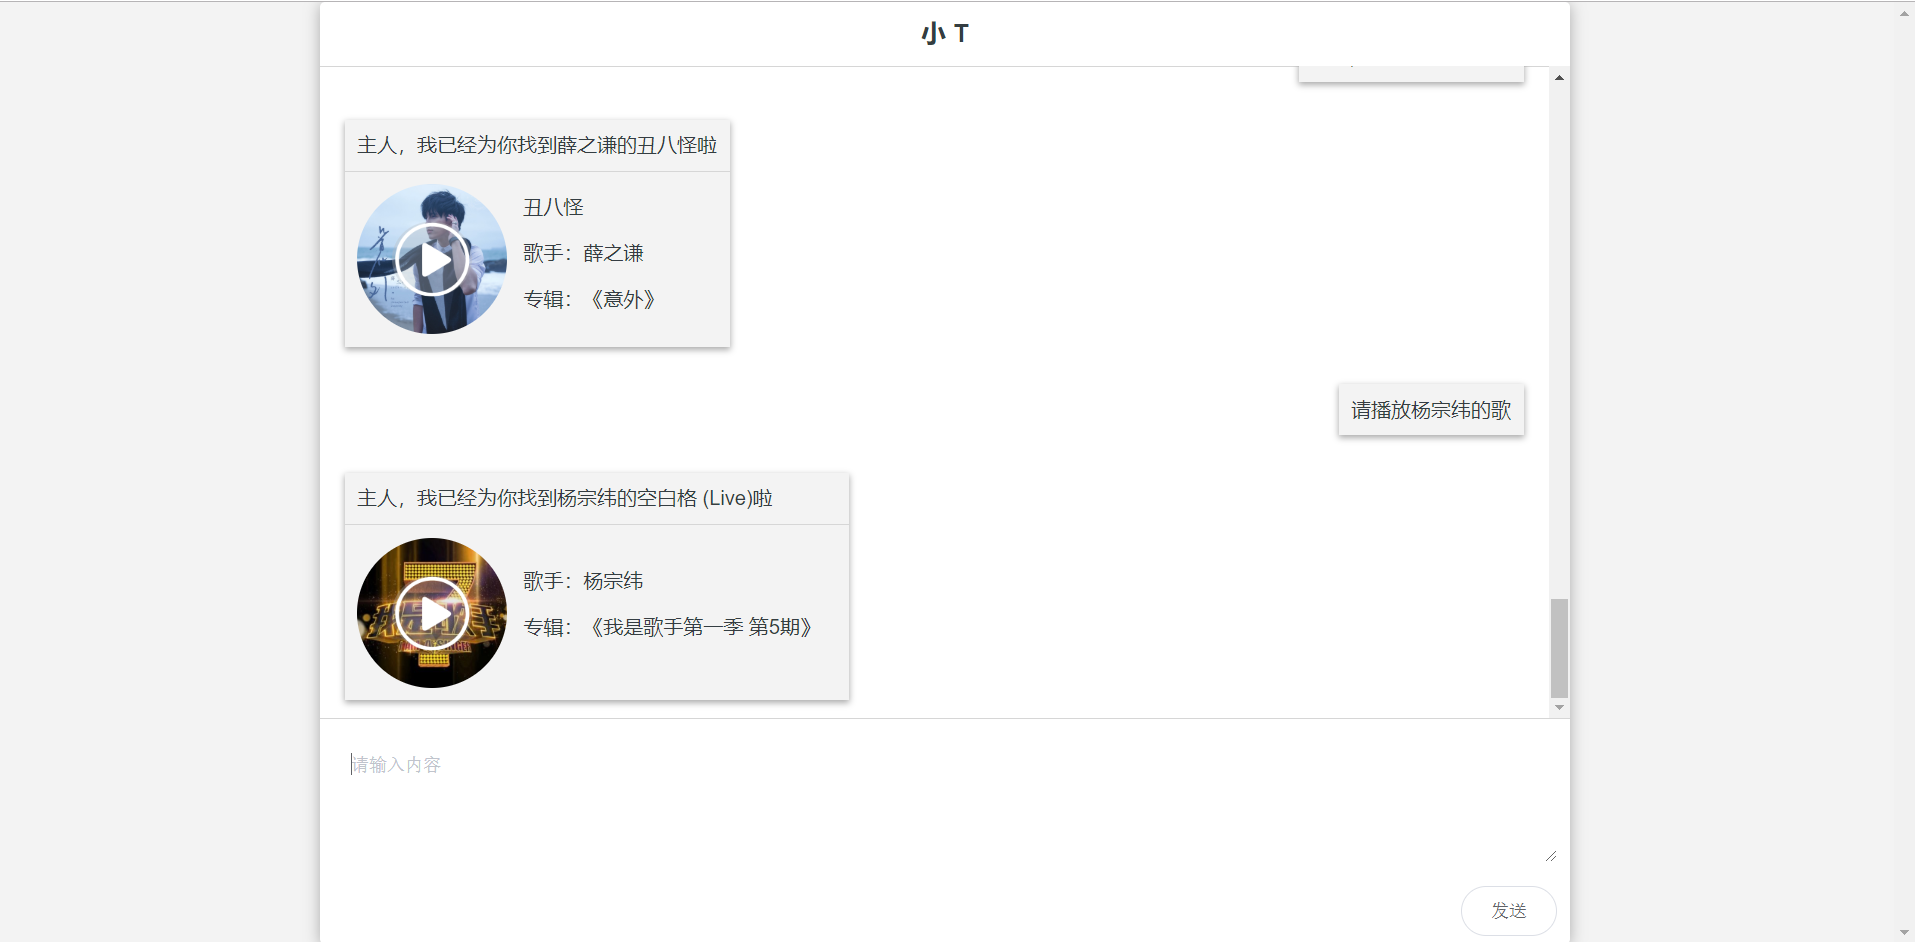 小 T
主人，我已经为你找到薛之谦的丑八怪啦
丑八怪
歌手：薛之谦
专辑：《意外》
请播放杨宗纬的歌
主人，我已经为你找到杨宗纬的空白格 (Live)啦
歌手：杨宗纬
专辑：《我是歌手第一季 第5期》
请输入内容
发送